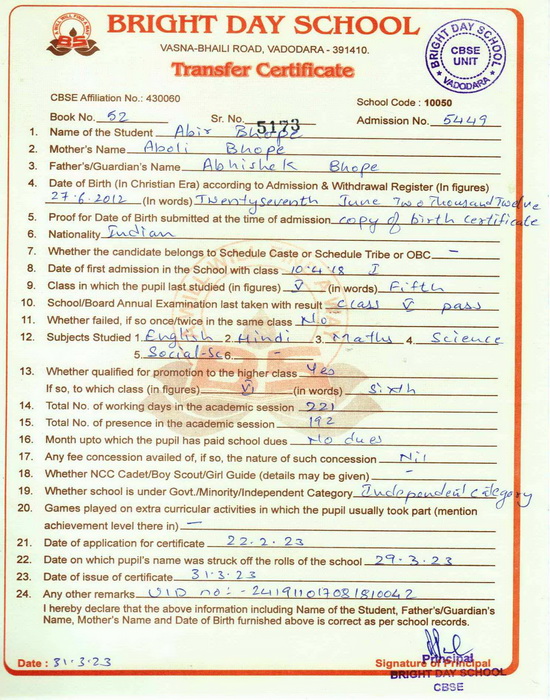 BRIGHT DAY SCHOOL
VASNA-BHAILI ROAD, VADODARA - 391410.
Transfer Certificate
BRIGHT DAY SCHOOL
CBSE UNIT
VADODARA
CBSE Affiliation No.: 430060
School Code : 10050
Book No. 52 Sr. No. 5173 Admission No. 5449
1. Name of the Student Abir Bhope
2. Mother's Name Aboli Bhope
3. Father's/Guardian's Name Abhishek Bhope
4. Date of Birth (In Christian Era) according to Admission & Withdrawal Register (In figures)
27.6.2012 (In words) Twentyseventh June Two Thousand Twelve
5. Proof for Date of Birth submitted at the time of admission copy of birth certificate
6. Nationality Indian
7. Whether the candidate belongs to Schedule Caste or Schedule Tribe or OBC -
8. Date of first admission in the School with class 10.4.18 I
9. Class in which the pupil last studied (in figures) V (in words) Fifth
10. School/Board Annual Examination last taken with result class V pass
11. Whether failed, if so once/twice in the same class No
12. Subjects Studied 1. English 2. Hindi 3. Maths 4. Science
5. Social-Sc 6. -
13. Whether qualified for promotion to the higher class Yes
If so, to which class (in figures) VI (in words) Sixth
14. Total No. of working days in the academic session 221
15. Total No. of presence in the academic session 192
16. Month upto which the pupil has paid school dues No dues
17. Any fee concession availed of, if so, the nature of such concession Nil
18. Whether NCC Cadet/Boy Scout/Girl Guide (details may be given) -
19. Whether school is under Govt./Minority/Independent Category Independent category
20. Games played on extra curricular activities in which the pupil usually took part (mention
achievement level there in) -
21. Date of application for certificate 22.2.23
22. Date on which pupil's name was struck off the rolls of the school 29.3.23
23. Date of issue of certificate 31.3.23
24. Any other remarks UID no:- 241911017081810042
I hereby declare that the above information including Name of the Student, Father's/Guardian's
Name, Mother's Name and Date of Birth furnished above is correct as per school records.
Principal
Date : 31.3.23 Signature of Principal
BRIGHT DAY SCHOOL
CBSE